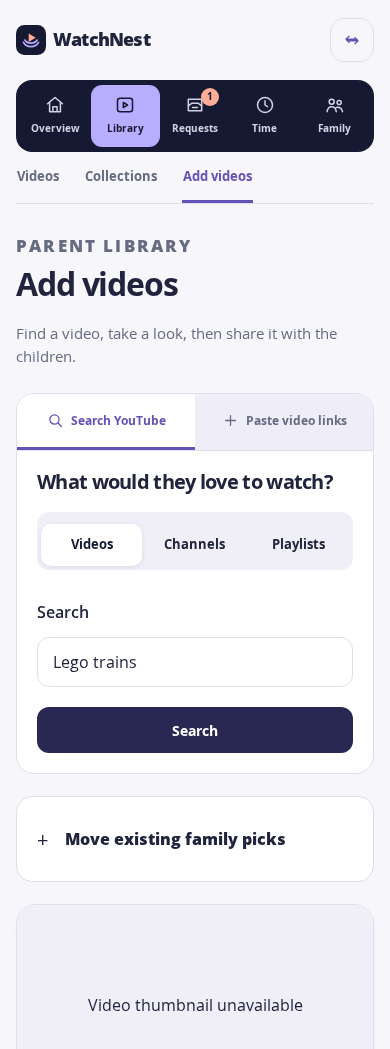 WatchNest
Overview
Library
1
Requests
Time
Family
Videos
Collections
Add videos
PARENT LIBRARY
Add videos
Find a video, take a look, then share it with the
children.
Search YouTube
Paste video links
What would they love to watch?
Videos
Channels
Playlists
Search
Lego trains
Search
+ Move existing family picks
Video thumbnail unavailable